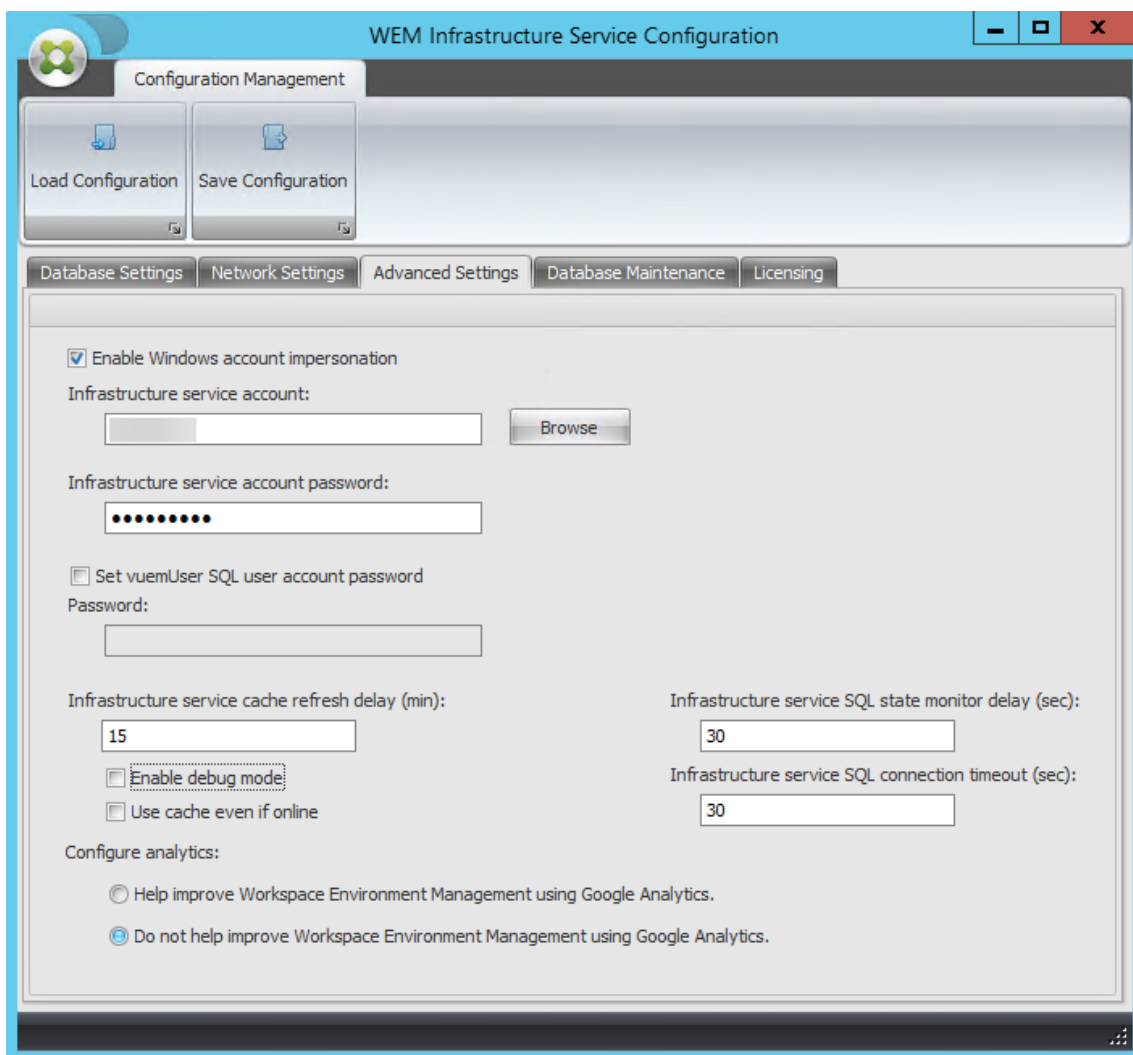 WEM Infrastructure Service Configuration
Configuration Management
Load Configuration
Save Configuration
Database Settings
Network Settings
Advanced Settings
Database Maintenance
Licensing
Enable Windows account impersonation
Infrastructure service account:
Browse
Infrastructure service account password:
•••••••••
Set vuemUser SQL user account password
Password:
Infrastructure service cache refresh delay (min):
15
Enable debug mode
Use cache even if online
Infrastructure service SQL state monitor delay (sec):
30
Infrastructure service SQL connection timeout (sec):
30
Configure analytics:
Help improve Workspace Environment Management using Google Analytics.
Do not help improve Workspace Environment Management using Google Analytics.